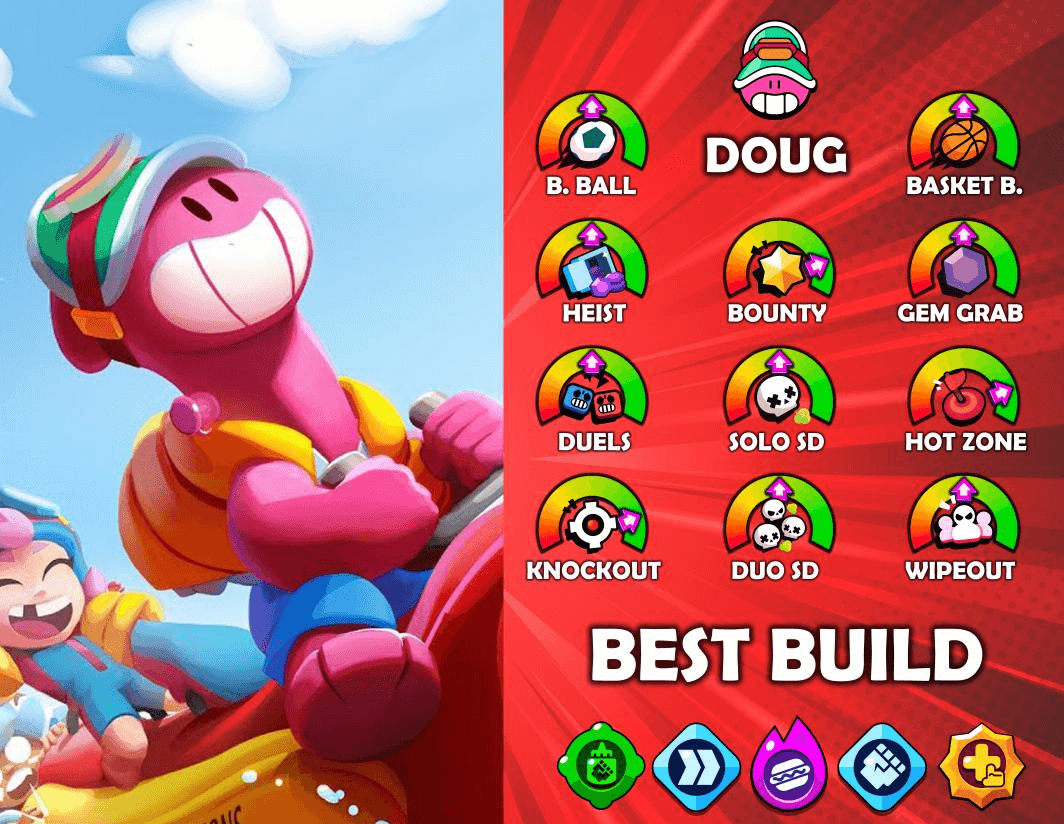 DOUG
B. BALL
BASKET B.
HEIST
BOUNTY
GEM GRAB
DUELS
SOLO SD
HOT ZONE
KNOCKOUT
DUO SD
WIPEOUT
BEST BUILD